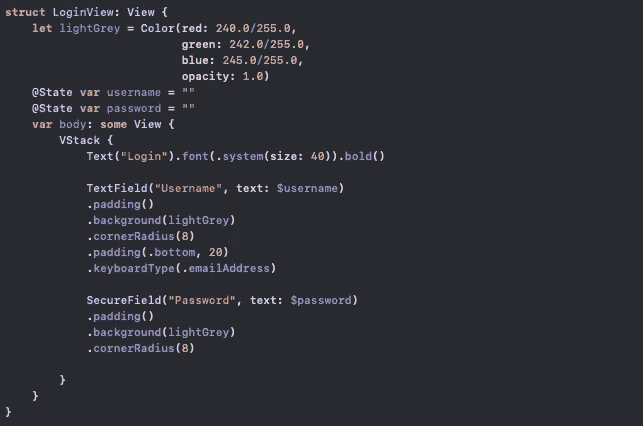 struct LoginView: View {
    let lightGrey = Color(red: 240.0/255.0,
                          green: 242.0/255.0,
                          blue: 245.0/255.0,
                          opacity: 1.0)
    @State var username = ""
    @State var password = ""
    var body: some View {
        VStack {
            Text("Login").font(.system(size: 40)).bold()

            TextField("Username", text: $username)
            .padding()
            .background(lightGrey)
            .cornerRadius(8)
            .padding(.bottom, 20)
            .keyboardType(.emailAddress)

            SecureField("Password", text: $password)
            .padding()
            .background(lightGrey)
            .cornerRadius(8)

        }
    }
}